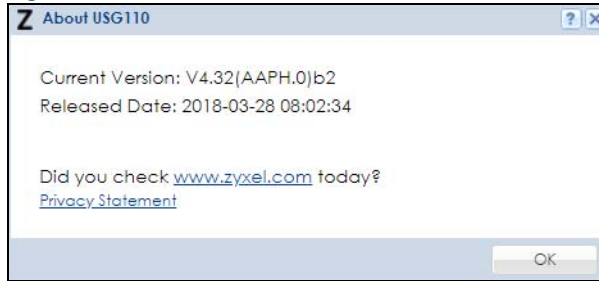 Z About USG110 ? X
Current Version: V4.32(AAPH.0)b2
Released Date: 2018-03-28 08:02:34
Did you check www.zyxel.com today?
Privacy Statement
OK